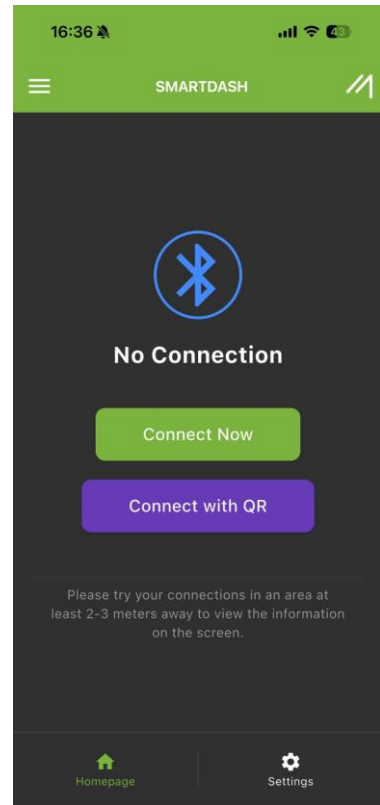 16:36
43
SMARTDASH
No Connection
Connect Now
Connect with QR
Please try your connections in an area at
least 2-3 meters away to view the information
on the screen.
Homepage
Settings